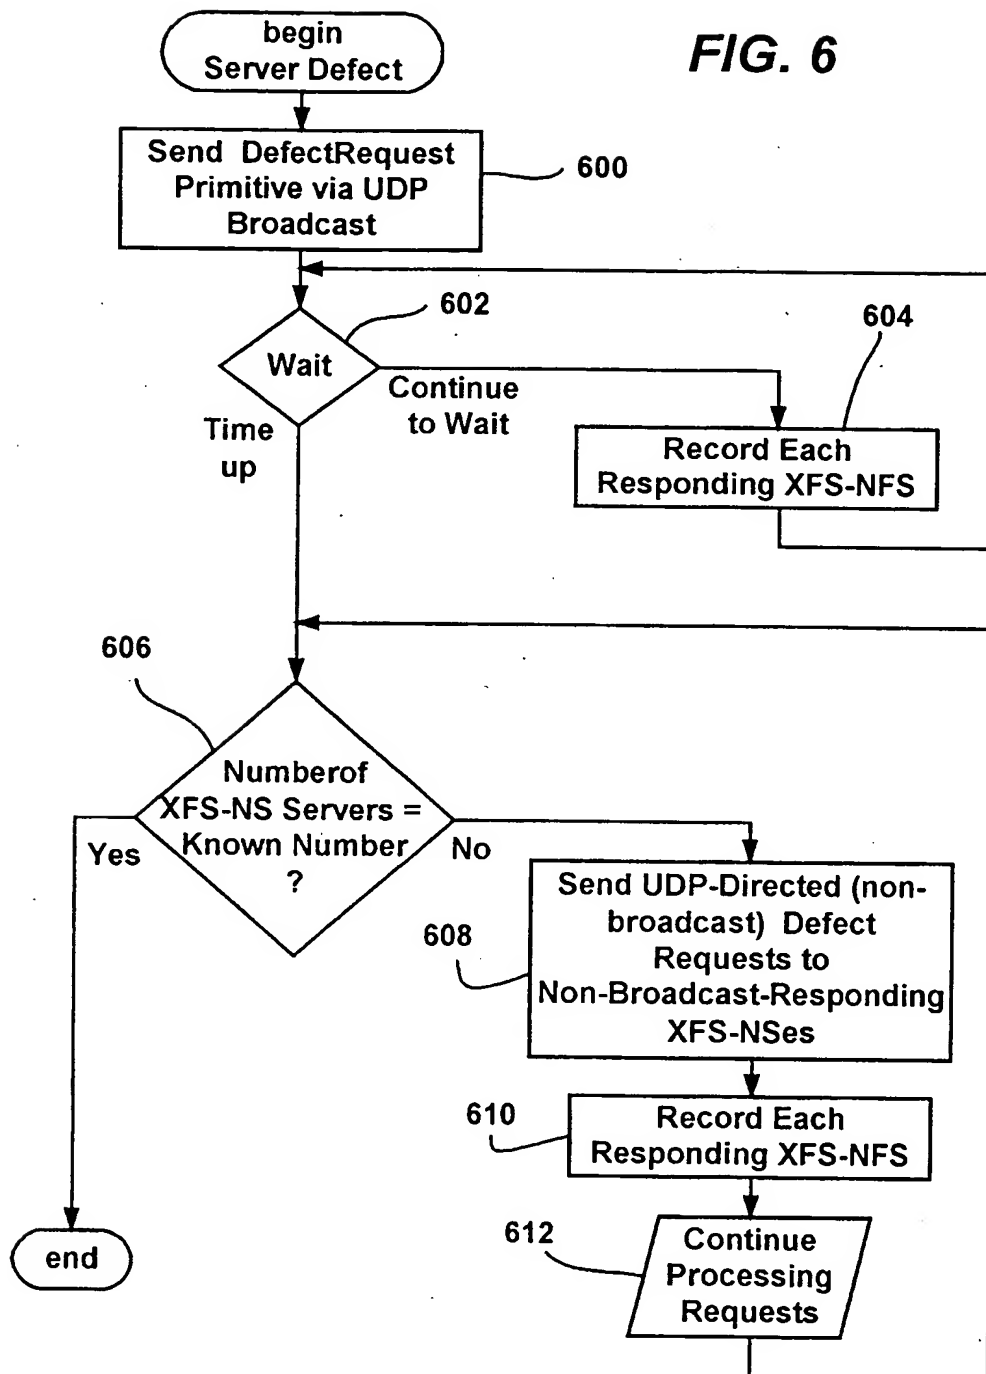 begin
Server Defect
FIG. 6
Send DefectRequest
Primitive via UDP
Broadcast
600
602
Wait
Continue
to Wait
Time
up
604
Record Each
Responding XFS-NFS
606
Numberof
XFS-NS Servers =
Known Number
?
Yes
No
608
Send UDP-Directed (non-
broadcast) Defect
Requests to
Non-Broadcast-Responding
XFS-NSes
610
Record Each
Responding XFS-NFS
612
Continue
Processing
Requests
end